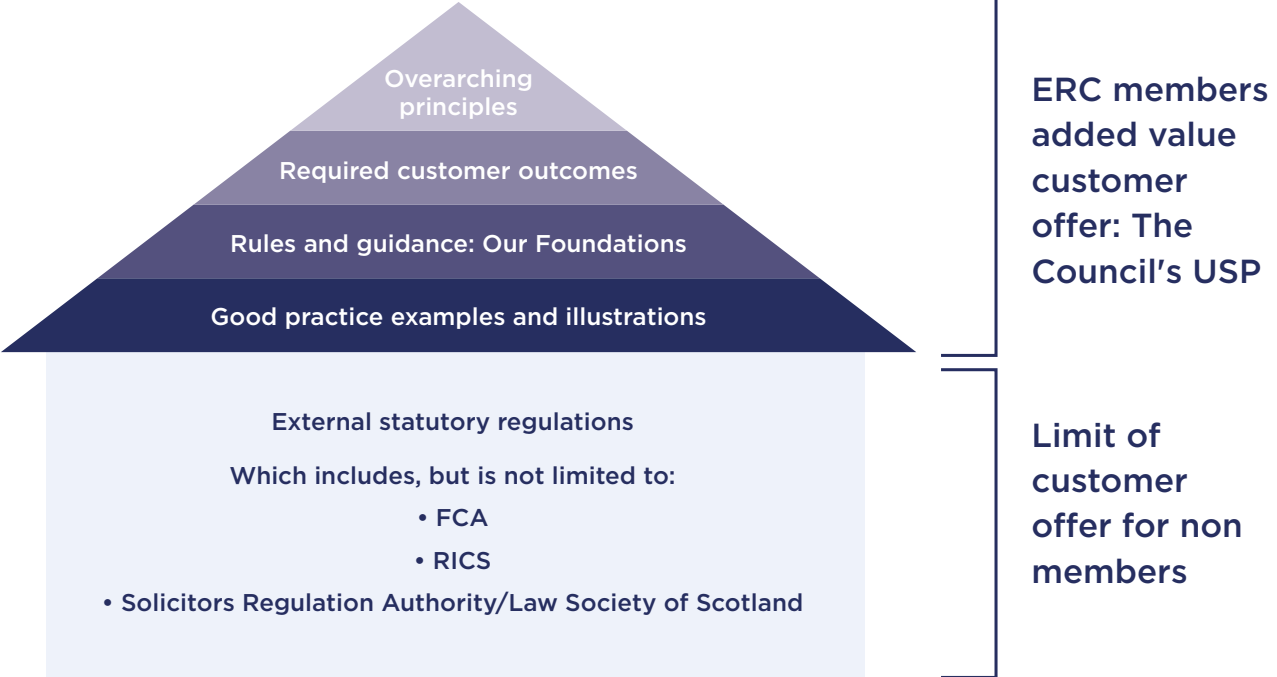 Overarching
principles
Required customer outcomes
Rules and guidance: Our Foundations
Good practice examples and illustrations
ERC members
added value
customer
offer: The
Council's USP
External statutory regulations
Which includes, but is not limited to:
• FCA
• RICS
• Solicitors Regulation Authority/Law Society of Scotland
Limit of
customer
offer for non
members